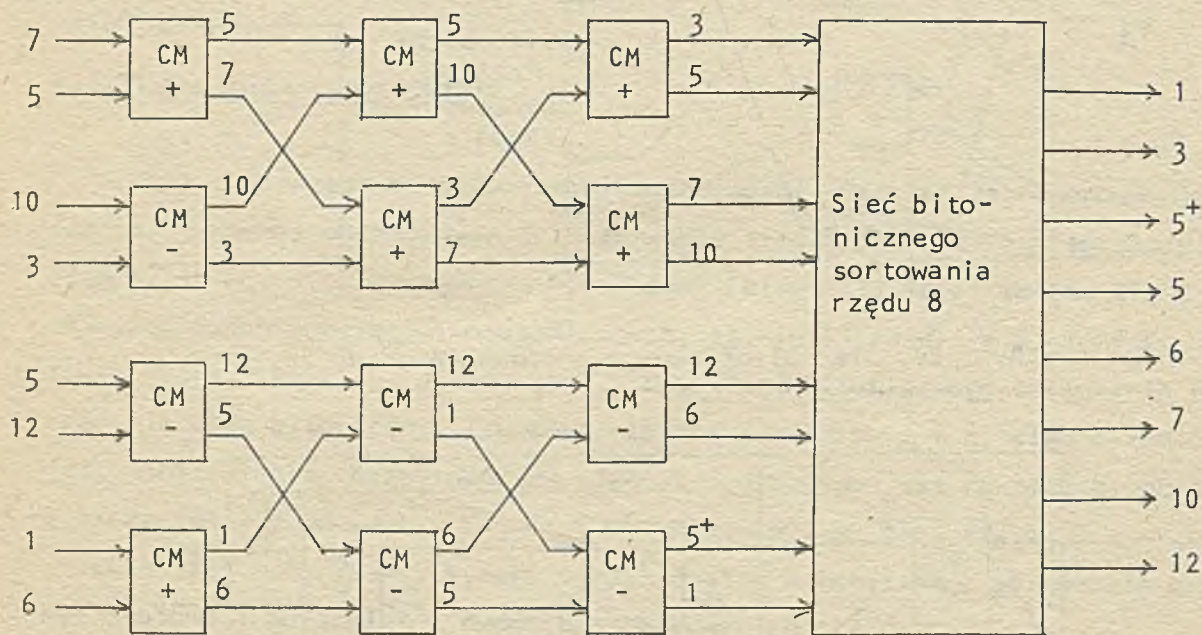 7 CM 5 CM 5 CM 3
5 + 7 + 10 + 5
10 CM 10 CM 3 CM 7
3 - 3 + 7 + 10
5 CM 12 CM 12 CM 12
12 - 5 - 1 - 6
1 CM 1 CM 6 CM 5+
6 + 6 - 5 - 1
Sieć bito-
nicznego
sortowania
rzędu 8
1
3
5+
5
6
7
10
12